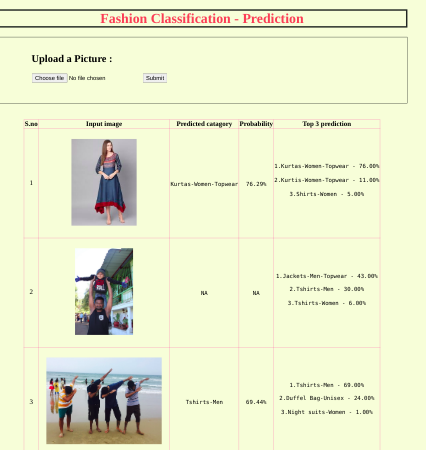 Fashion Classification - Prediction
Upload a Picture :
Choose file No file chosen Submit
S.no Input image Predicted catagory Probability Top 3 prediction
1 Kurtas-Women-Topwear 76.29% 1.Kurtas-Women-Topwear - 76.00%
2.Kurtis-Women-Topwear - 11.00%
3.Shirts-Women - 5.00%
2 NA NA 1.Jackets-Men-Topwear - 43.00%
2.Tshirts-Men - 30.00%
3.Tshirts-Women - 6.00%
3 Tshirts-Men 69.44% 1.Tshirts-Men - 69.00%
2.Duffel Bag-Unisex - 24.00%
3.Night suits-Women - 1.00%